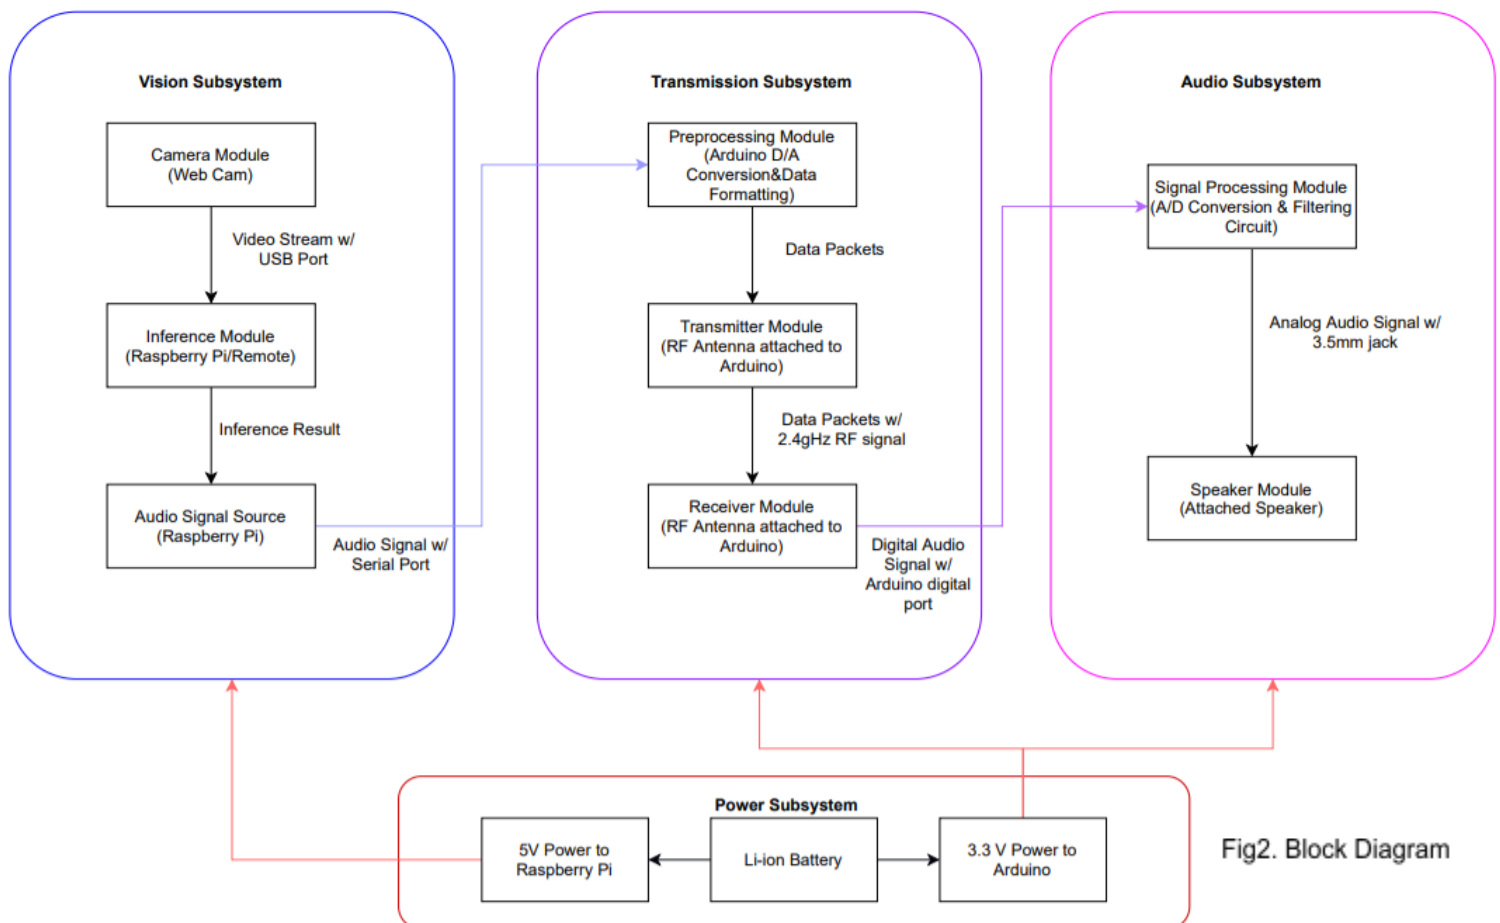 Vision Subsystem
Camera Module
(Web Cam)
Video Stream w/
USB Port
Inference Module
(Raspberry Pi/Remote)
Inference Result
Audio Signal Source
(Raspberry Pi)
Audio Signal w/
Serial Port
Transmission Subsystem
Preprocessing Module
(Arduino D/A
Conversion&Data
Formatting)
Data Packets
Transmitter Module
(RF Antenna attached to
Arduino)
Data Packets w/
2.4gHz RF signal
Receiver Module
(RF Antenna attached to
Arduino)
Digital Audio
Signal w/
Arduino digital
port
Audio Subsystem
Signal Processing Module
(A/D Conversion & Filtering
Circuit)
Analog Audio Signal w/
3.5mm jack
Speaker Module
(Attached Speaker)
Power Subsystem
5V Power to
Raspberry Pi
Li-ion Battery
3.3 V Power to
Arduino
Fig2. Block Diagram